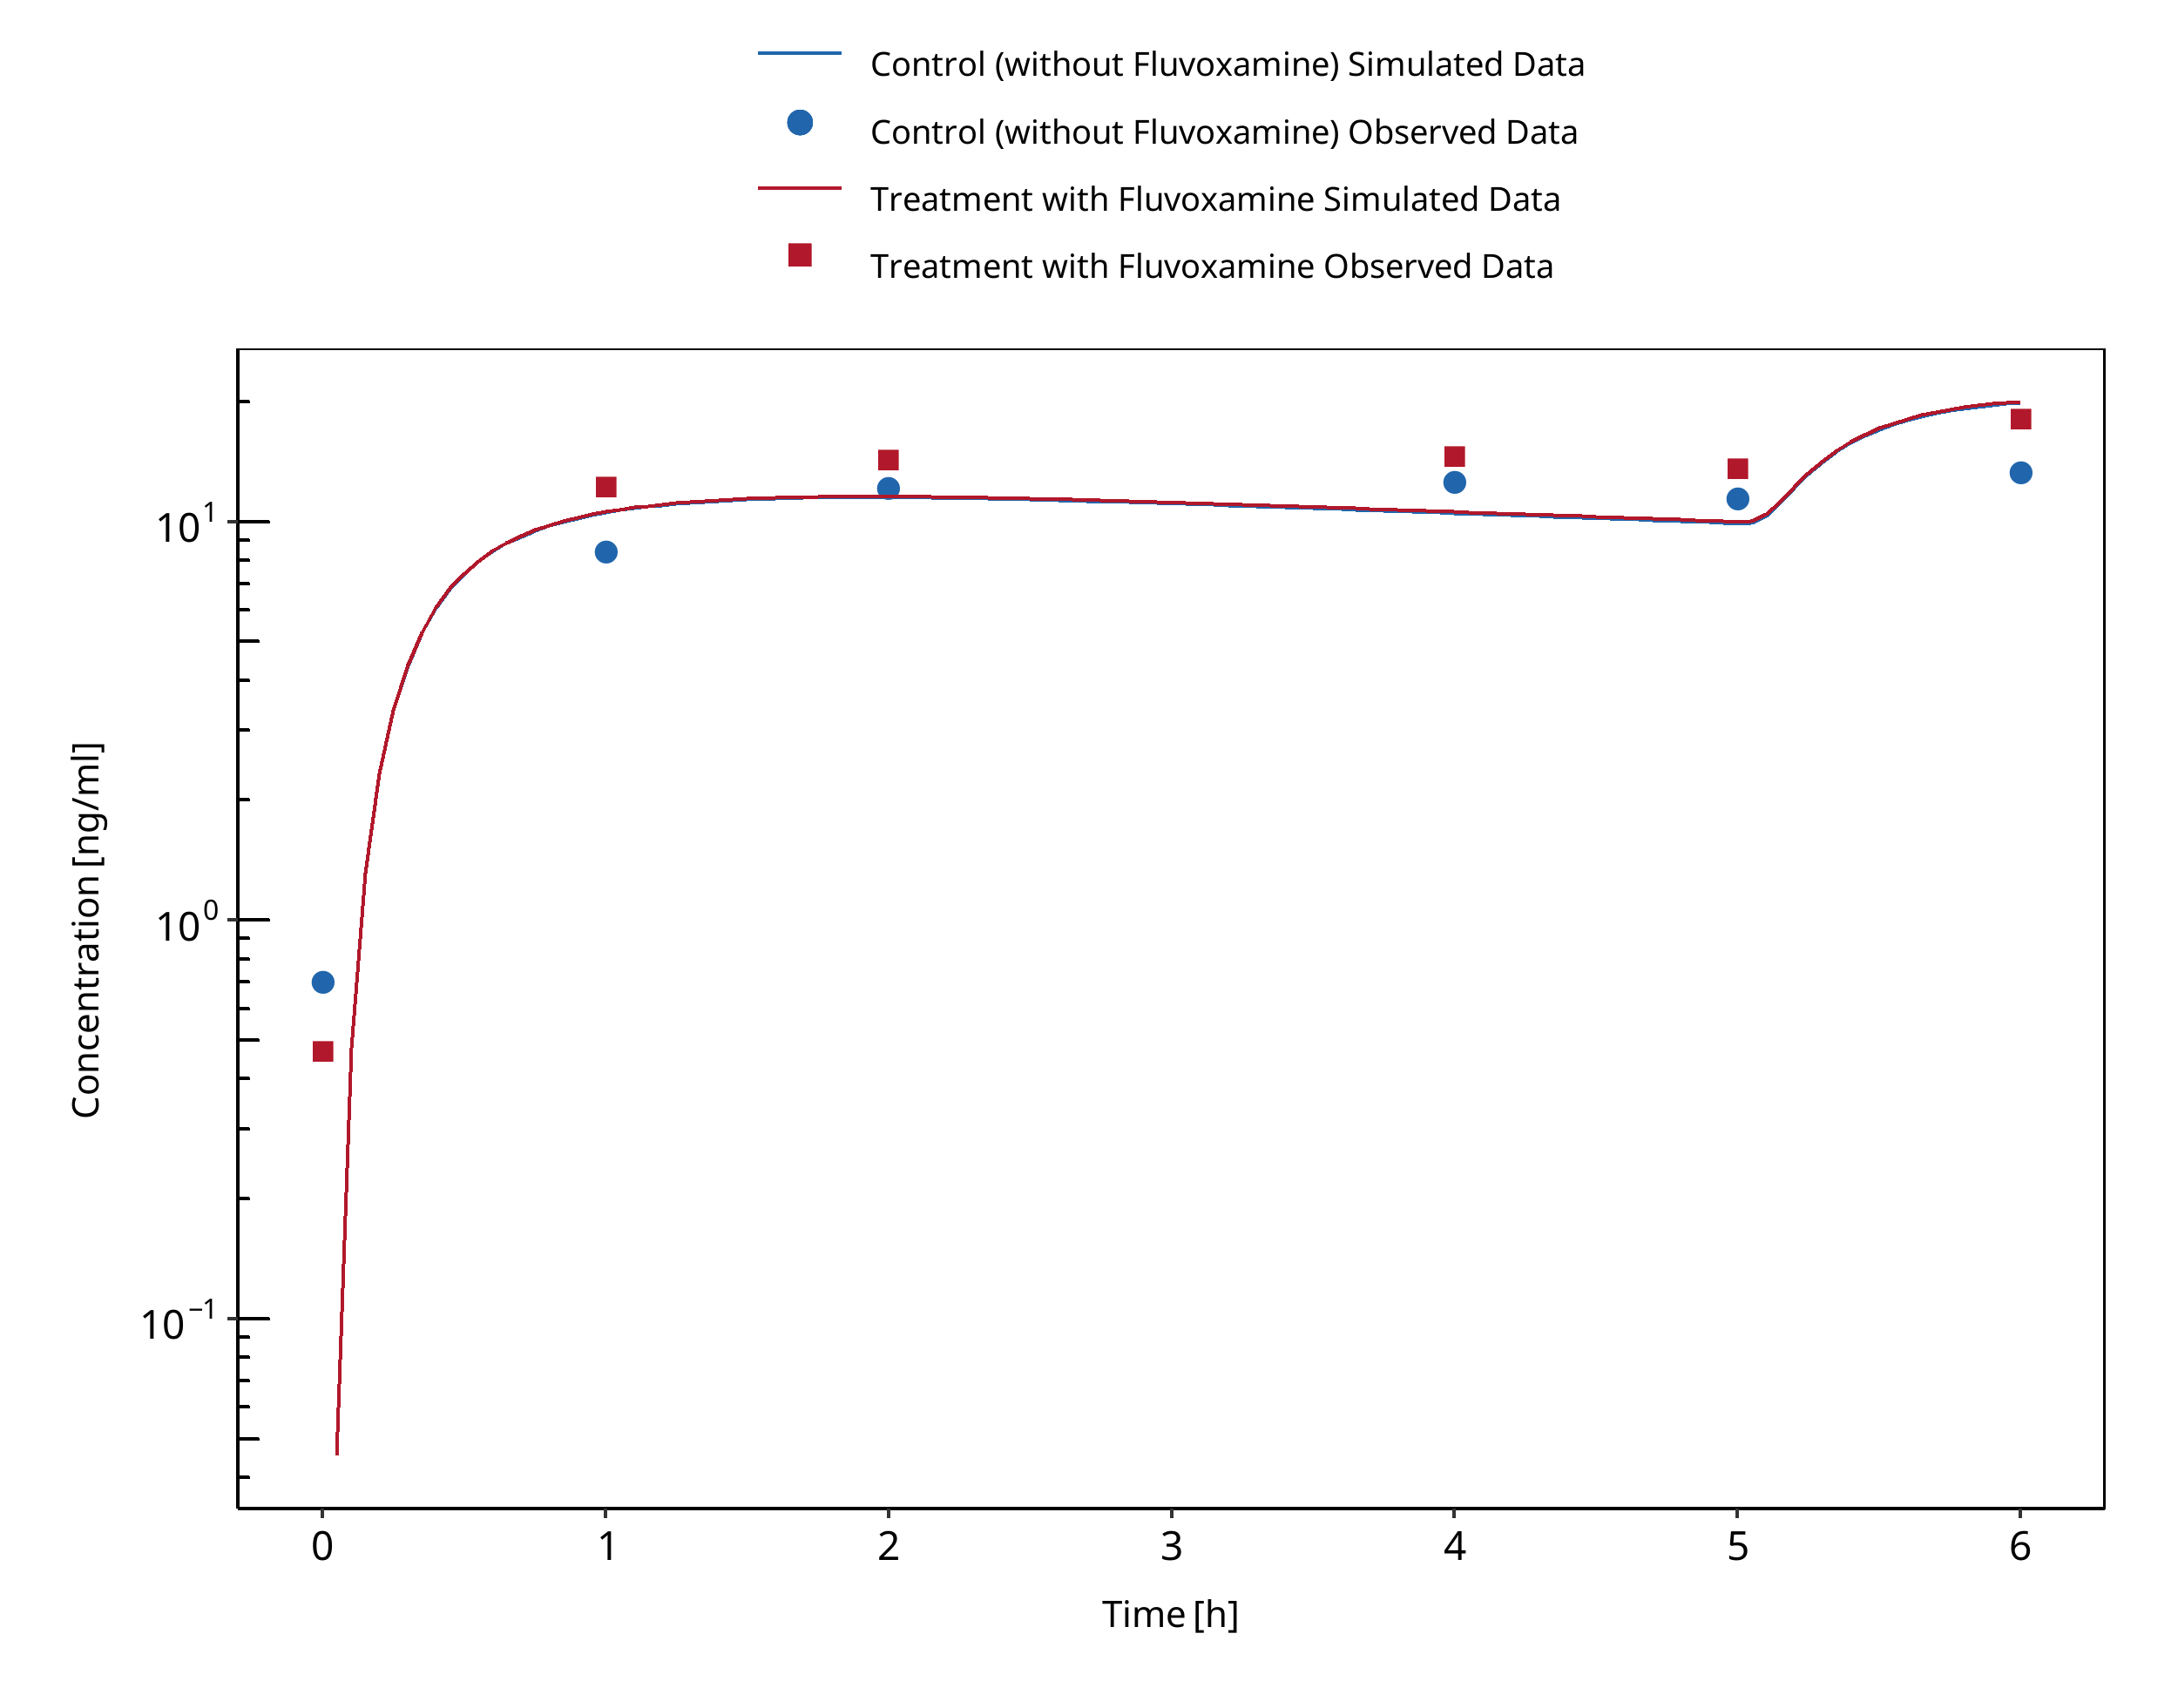 Control (without Fluvoxamine) Simulated Data
Control (without Fluvoxamine) Observed Data
Treatment with Fluvoxamine Simulated Data
Treatment with Fluvoxamine Observed Data
Concentration [ng/ml]
10¹
10⁰
10⁻¹
0 1 2 3 4 5 6
Time [h]